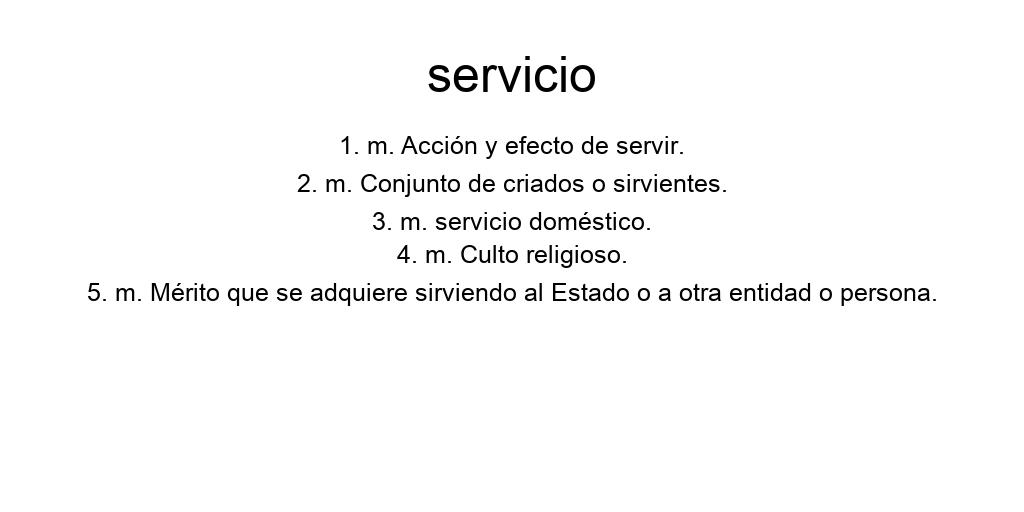 servicio
1. m. Acción y efecto de servir.
2. m. Conjunto de criados o sirvientes.
3. m. servicio doméstico.
4. m. Culto religioso.
5. m. Mérito que se adquiere sirviendo al Estado o a otra entidad o persona.